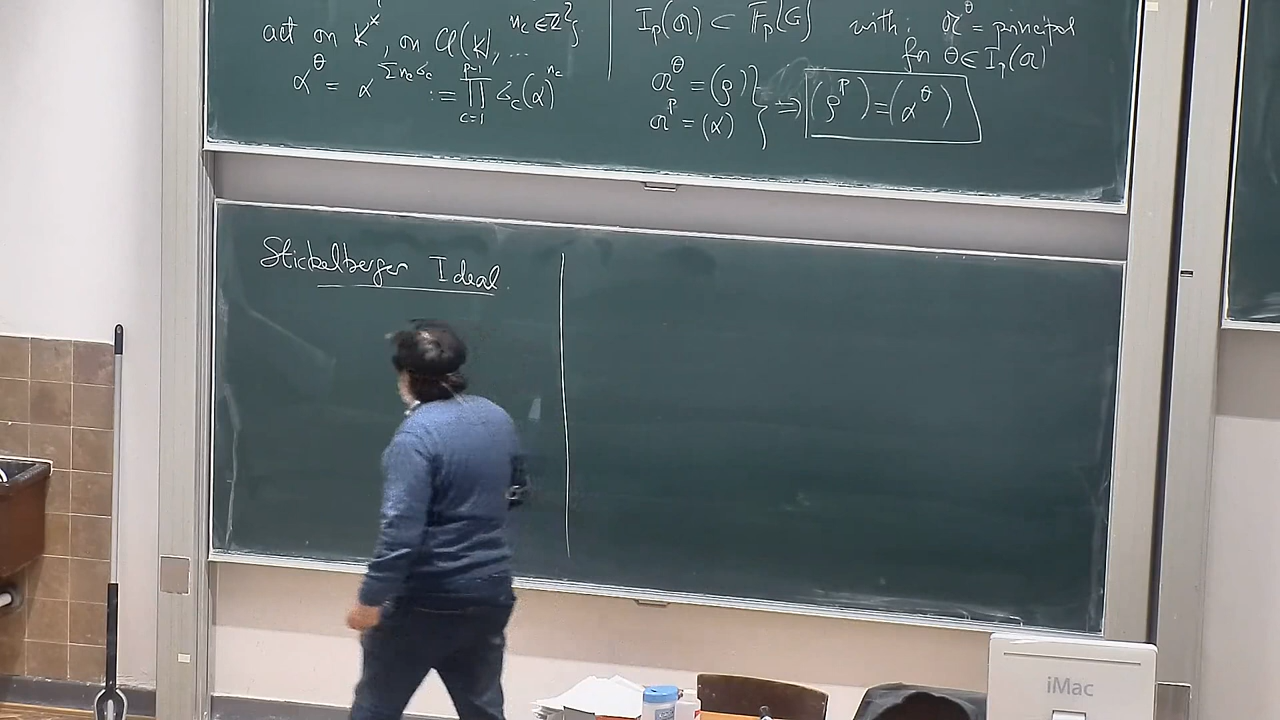 act on K^×, on Cl(K), ... n_c ∈ ℤ}
α^θ = α^{Σ n_c σ_c} := ∏_{c=1}^{p-1} σ_c(α)^{n_c}
I_p(𝔞) ⊂ 𝔽_p[G] with: 𝔞^θ = principal
for θ ∈ I_p(𝔞)
𝔞^θ = (ρ)
𝔞^p = (α) } ⇒ (ρ^p) = (α^θ)
Stickelberger Ideal.
iMac